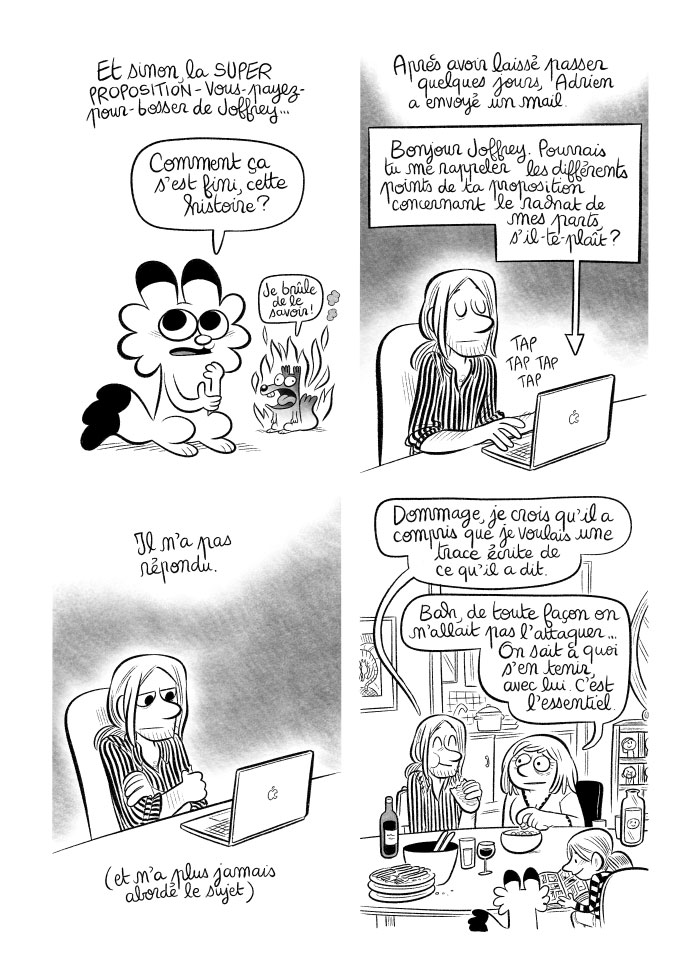 Et sinon, la SUPER
PROPOSITION-vous-payez-
pour-bosser de Joffrey...
Comment ça
s'est fini, cette
histoire?
Je brûle
de le
savoir!
Après avoir laissé passer
quelques jours, Adrien
a envoyé un mail.
Bonjour Joffrey. Pourrais
tu me rappeler les différents
points de ta proposition
concernant le rachat de
mes parts,
s'il-te-plaît?
TAP
TAP TAP
TAP
Il n'a pas
répondu.
(et n'a plus jamais
abordé le sujet)
Dommage, je crois qu'il a
compris que je voulais une
trace écrite de
ce qu'il a dit.
Bah, de toute façon on
n'allait pas l'attaquer...
On sait à quoi
s'en tenir,
avec lui. C'est
l'essentiel.